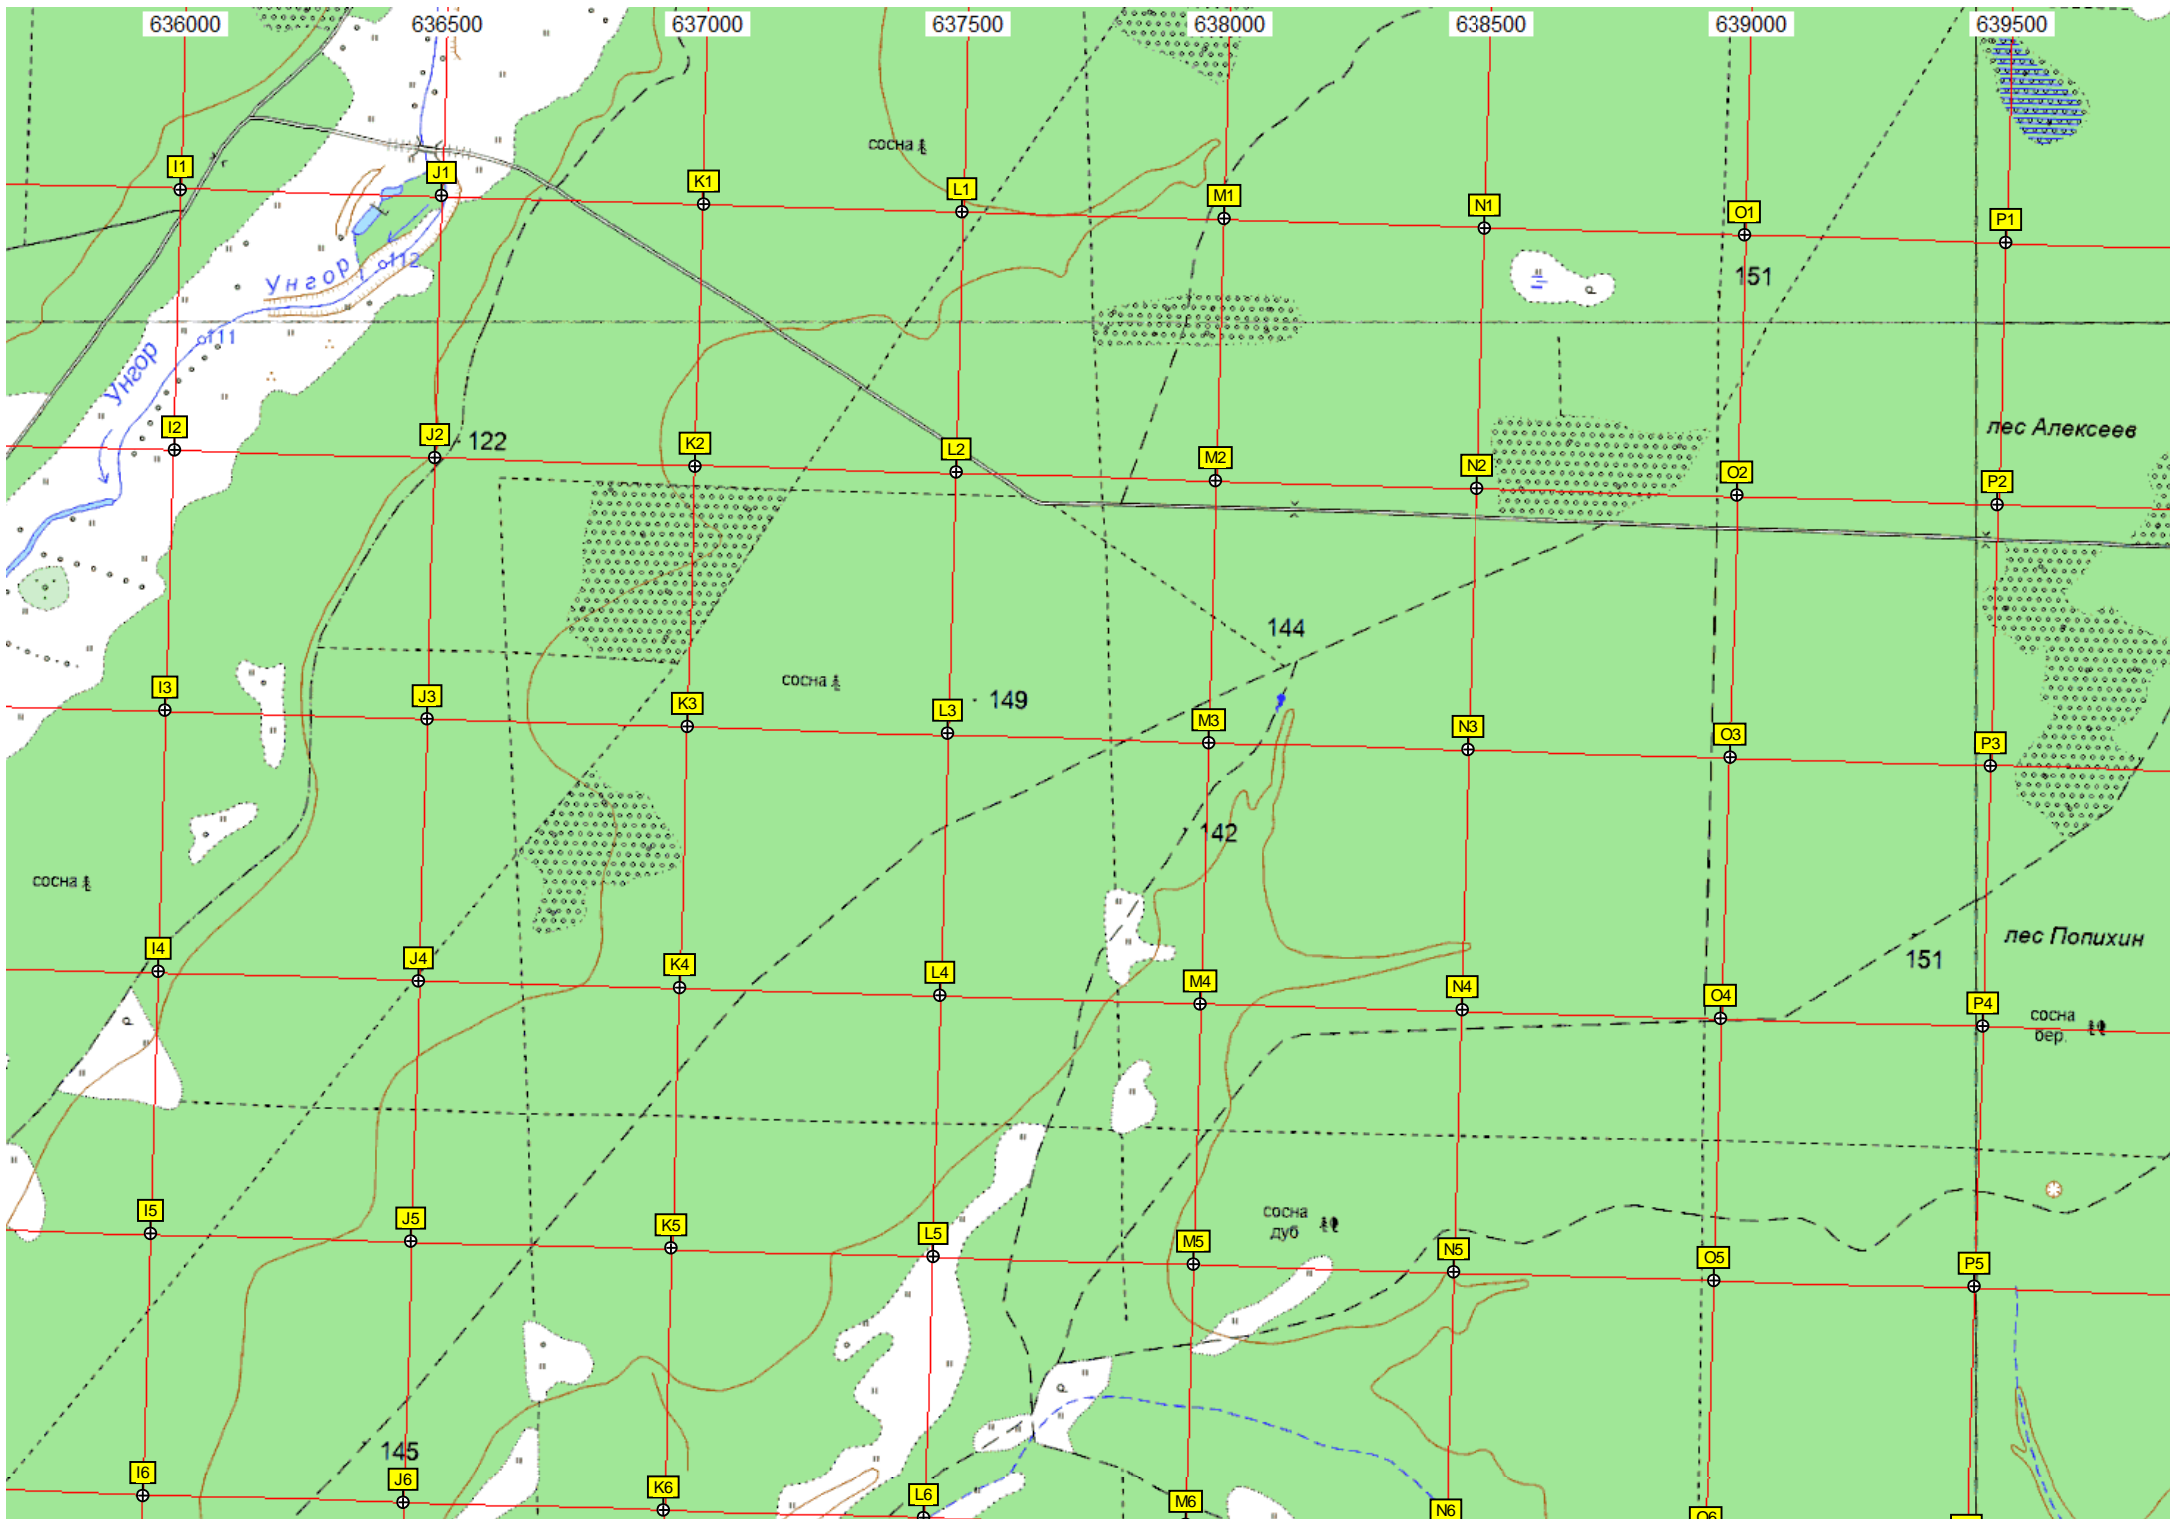 636000 636500 637000 637500 638000 638500 639000 639500
сосна
I1 J1 K1 L1 M1 N1 O1 P1
г
Унгор
112
151
111
Унгор
лес Алексеев
I2 J2 K2 L2 M2 N2 O2 P2
122
144
сосна
149
I3 J3 K3 L3 M3 N3 O3 P3
142
сосна
лес Попихин
151
I4 J4 K4 L4 M4 N4 O4 P4
р
сосна
бер.
сосна
дуб
I5 J5 K5 L5 M5 N5 O5 P5
р
145
I6 J6 K6 L6 M6 N6 O6